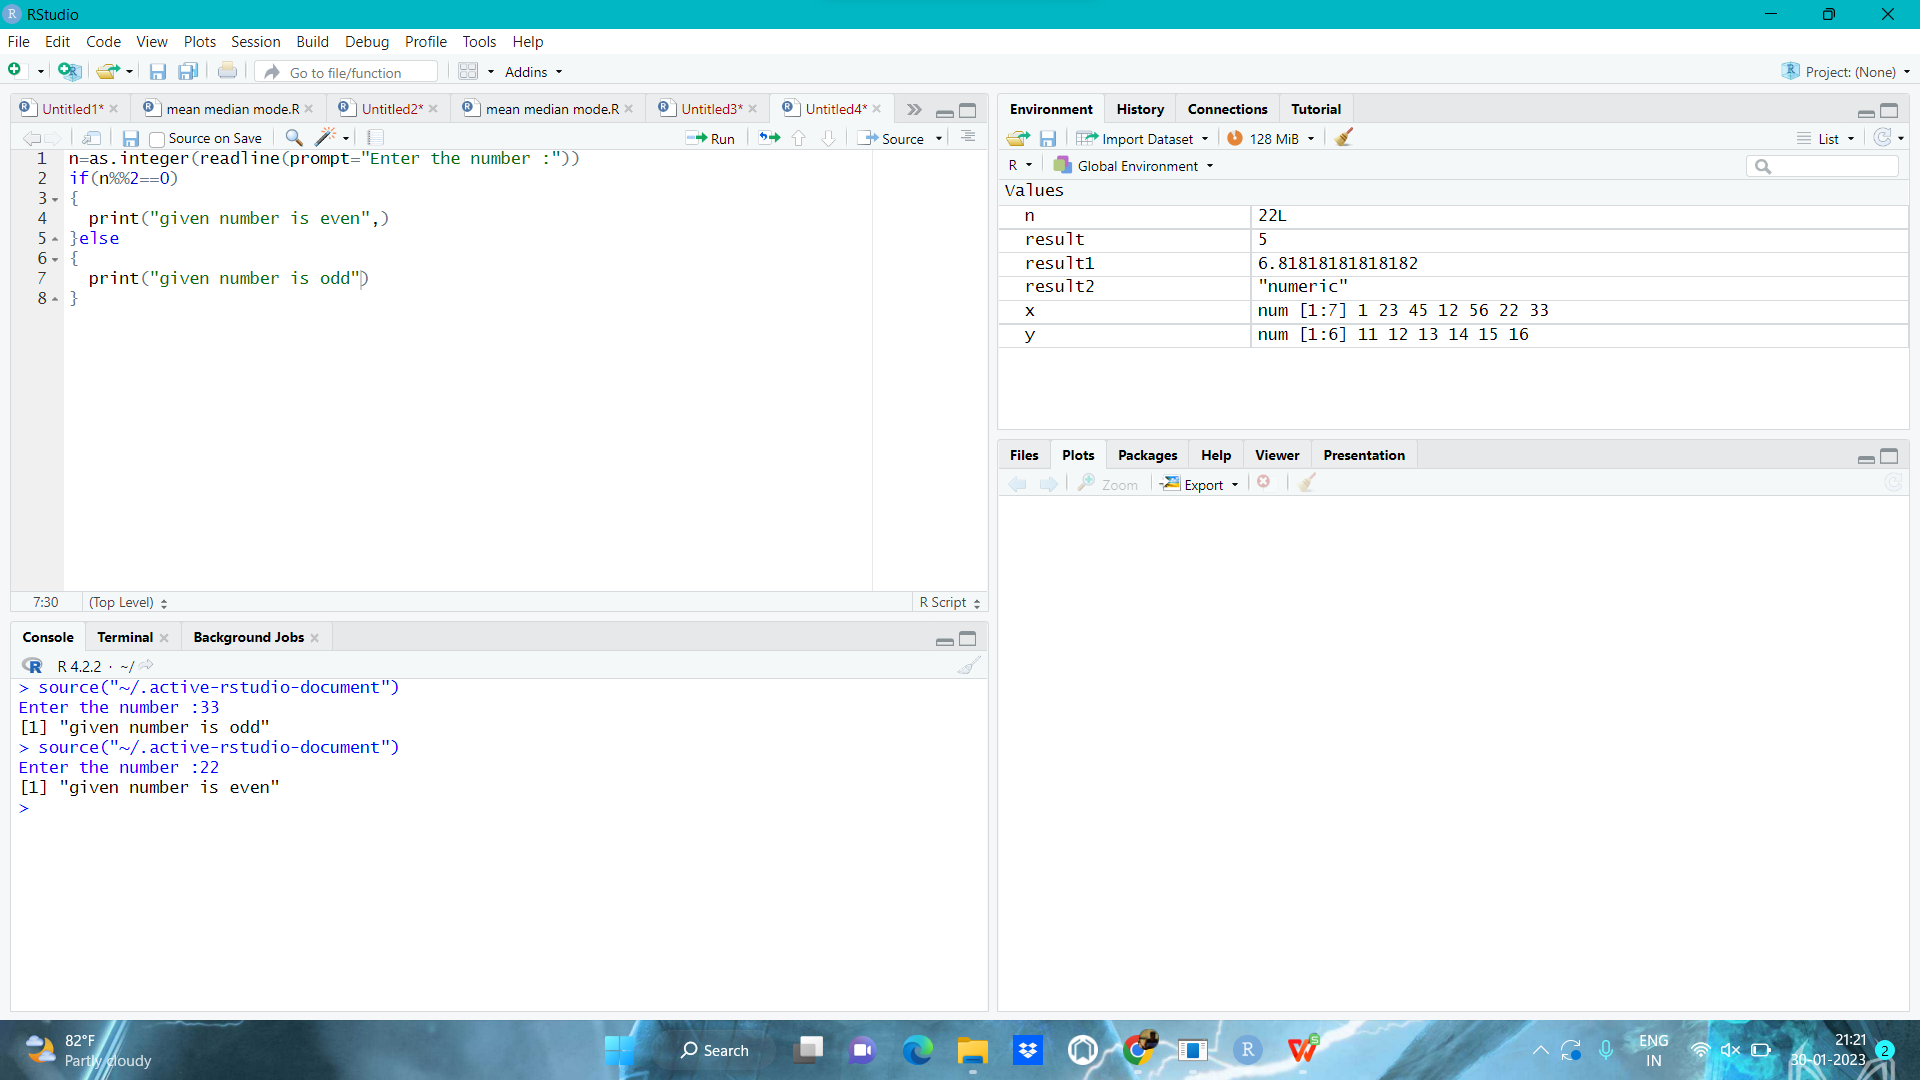 RStudio
File Edit Code View Plots Session Build Debug Profile Tools Help
Go to file/function Addins Project: (None)
Untitled1* mean median mode.R Untitled2* mean median mode.R Untitled3* Untitled4*
Source on Save Run Source
1 n=as.integer(readline(prompt="Enter the number :"))
2 if(n%%2==0)
3 {
4 print("given number is even",)
5 }else
6 {
7 print("given number is odd")
8 }
7:30 (Top Level) R Script
Console Terminal Background Jobs
R 4.2.2 · ~/
> source("~/.active-rstudio-document")
Enter the number :33
[1] "given number is odd"
> source("~/.active-rstudio-document")
Enter the number :22
[1] "given number is even"
>
Environment History Connections Tutorial
Import Dataset 128 MiB List
R Global Environment
Values
n 22L
result 5
result1 6.81818181818182
result2 "numeric"
x num [1:7] 1 23 45 12 56 22 33
y num [1:6] 11 12 13 14 15 16
Files Plots Packages Help Viewer Presentation
Zoom Export
82°F
Partly cloudy
Search
ENG
IN
21:21
30-01-2023
2